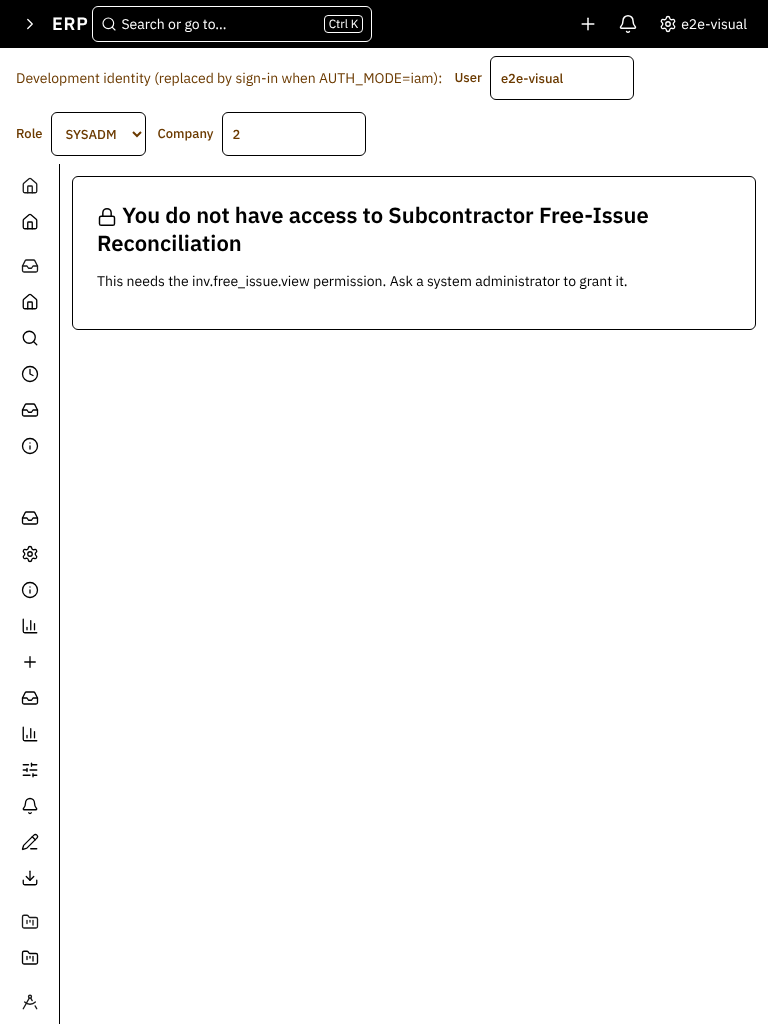 ERP
Search or go to...
Ctrl K
e2e-visual
Development identity (replaced by sign-in when AUTH_MODE=iam):
User
e2e-visual
Role
SYSADM
Company
2
You do not have access to Subcontractor Free-Issue
Reconciliation
This needs the inv.free_issue.view permission. Ask a system administrator to grant it.